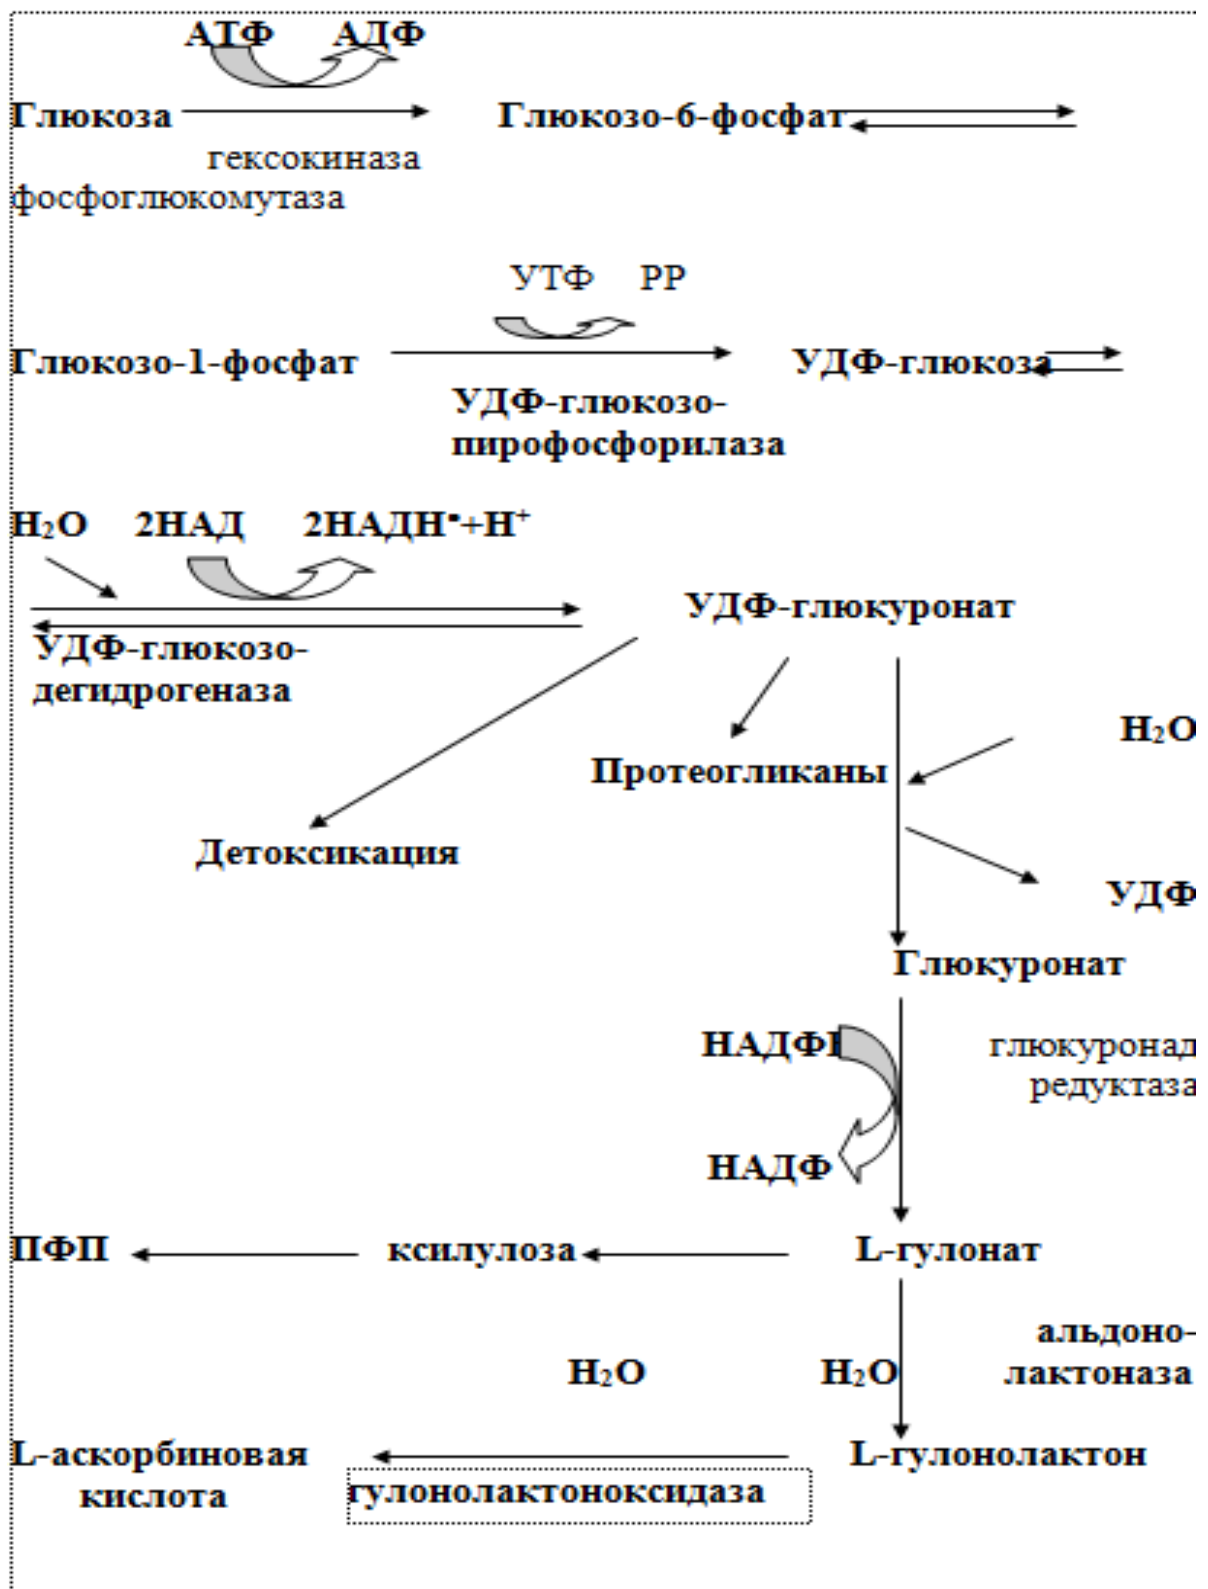 АТФ АДФ
Глюкоза Глюкозо-6-фосфат
гексокиназа
фосфоглюкомутаза
УТФ РР
Глюкозо-1-фосфат УДФ-глюкоза
УДФ-глюкозо-
пирофосфорилаза
H₂O 2НАД 2НАДН•+Н⁺
УДФ-глюкуронат
УДФ-глюкозо-
дегидрогеназа
H₂O
Протеогликаны
Детоксикация
УДФ
Глюкуронат
НАДФ глюкуронад
редуктаза
НАДФ
ПФП ксилулоза L-гулонат
альдоно-
H₂O H₂O лактоназа
L-аскорбиновая L-гулонолактон
кислота гулонолактоноксидаза